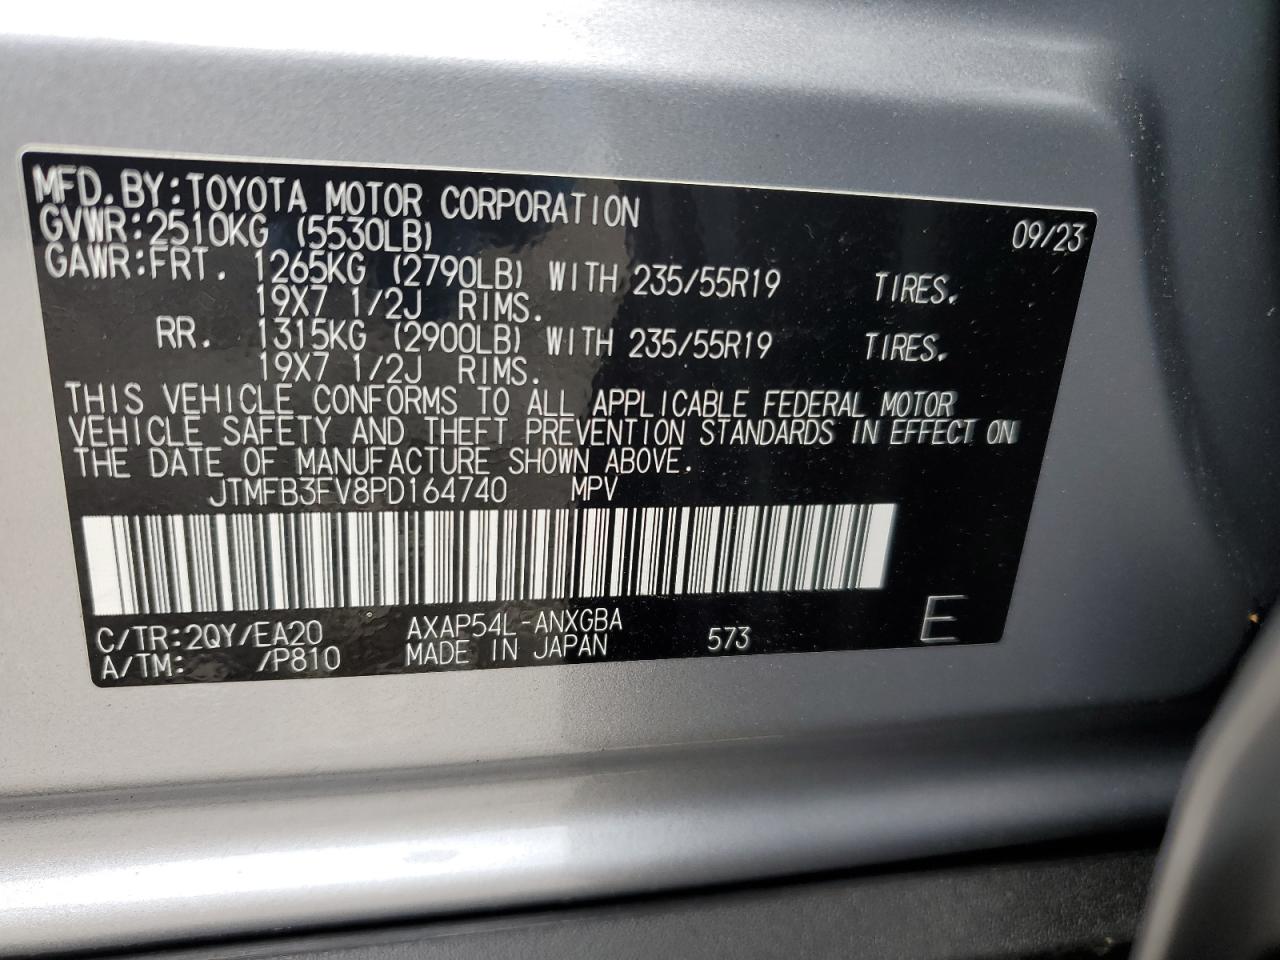 MFD.BY:TOYOTA MOTOR CORPORATION 09/23
GVWR:2510KG (5530LB)
GAWR:FRT. 1265KG (2790LB) WITH 235/55R19 TIRES.
19X7 1/2J RIMS.
RR. 1315KG (2900LB) WITH 235/55R19 TIRES.
19X7 1/2J RIMS.
THIS VEHICLE CONFORMS TO ALL APPLICABLE FEDERAL MOTOR
VEHICLE SAFETY AND THEFT PREVENTION STANDARDS IN EFFECT ON
THE DATE OF MANUFACTURE SHOWN ABOVE.
JTMFB3FV8PD164740 MPV
C/TR:2QY/EA20 AXAP54L-ANXGBA 573 E
A/TM: /P810 MADE IN JAPAN